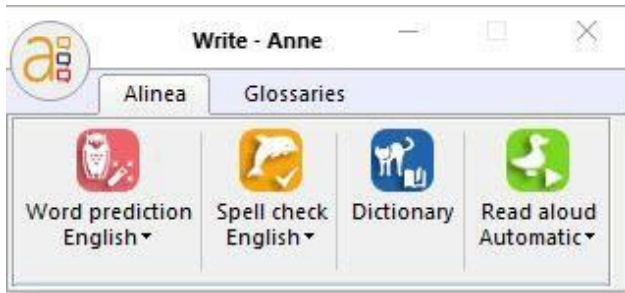 a
Write - Anne
Alinea Glossaries
Word prediction Spell check Dictionary Read aloud
English English Automatic